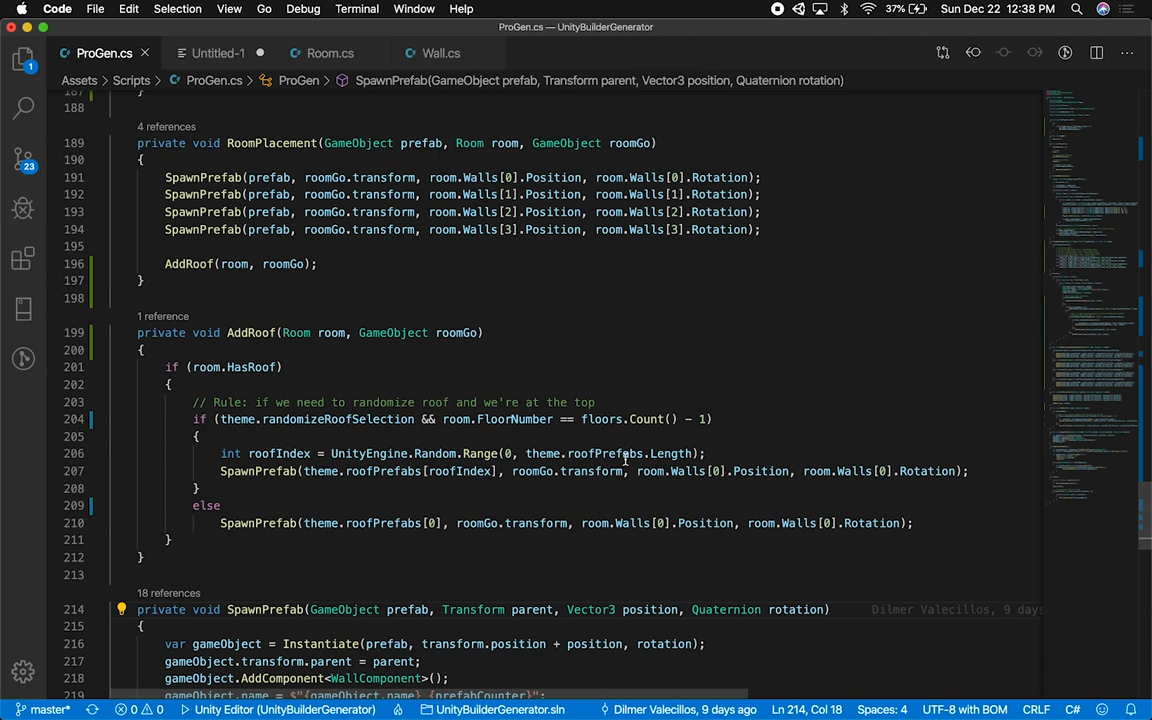 Code File Edit Selection View Go Debug Terminal Window Help 37% Sun Dec 22 12:38 PM
ProGen.cs — UnityBuilderGenerator
ProGen.cs Untitled-1 Room.cs Wall.cs
Assets > Scripts > ProGen.cs > ProGen > SpawnPrefab(GameObject prefab, Transform parent, Vector3 position, Quaternion rotation)
187 }
188
4 references
189 private void RoomPlacement(GameObject prefab, Room room, GameObject roomGo)
190 {
191 SpawnPrefab(prefab, roomGo.transform, room.Walls[0].Position, room.Walls[0].Rotation);
192 SpawnPrefab(prefab, roomGo.transform, room.Walls[1].Position, room.Walls[1].Rotation);
193 SpawnPrefab(prefab, roomGo.transform, room.Walls[2].Position, room.Walls[2].Rotation);
194 SpawnPrefab(prefab, roomGo.transform, room.Walls[3].Position, room.Walls[3].Rotation);
195
196 AddRoof(room, roomGo);
197 }
198
1 reference
199 private void AddRoof(Room room, GameObject roomGo)
200 {
201 if (room.HasRoof)
202 {
203 // Rule: if we need to randomize roof and we're at the top
204 if (theme.randomizeRoofSelection && room.FloorNumber == floors.Count() - 1)
205 {
206 int roofIndex = UnityEngine.Random.Range(0, theme.roofPrefabs.Length);
207 SpawnPrefab(theme.roofPrefabs[roofIndex], roomGo.transform, room.Walls[0].Position, room.Walls[0].Rotation);
208 }
209 else
210 SpawnPrefab(theme.roofPrefabs[0], roomGo.transform, room.Walls[0].Position, room.Walls[0].Rotation);
211 }
212 }
213
18 references
214 private void SpawnPrefab(GameObject prefab, Transform parent, Vector3 position, Quaternion rotation) Dilmer Valecillos, 9 days
215 {
216 var gameObject = Instantiate(prefab, transform.position + position, rotation);
217 gameObject.transform.parent = parent;
218 gameObject.AddComponent<WallComponent>();
219 gameObject.name = $"{gameObject.name}_{prefabCounter}";
1
23
master* 0 0 Unity Editor (UnityBuilderGenerator) UnityBuilderGenerator.sln Dilmer Valecillos, 9 days ago Ln 214, Col 18 Spaces: 4 UTF-8 with BOM CRLF C#